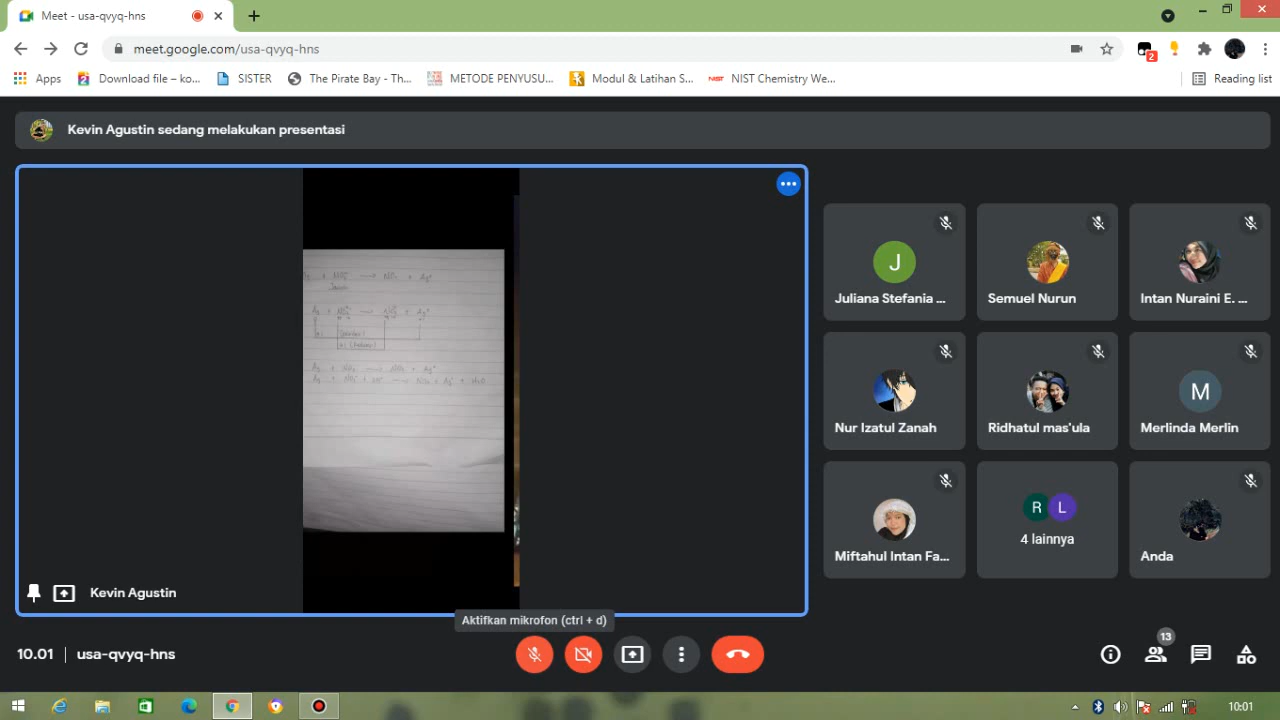 Meet - usa-qvyq-hns
meet.google.com/usa-qvyq-hns
2
Apps
Download file – ko...
SISTER
The Pirate Bay - Th...
METODE PENYUSU...
Modul & Latihan S...
NIST
NIST Chemistry We...
Reading list
Kevin Agustin sedang melakukan presentasi
J
Juliana Stefania ...
Semuel Nurun
Intan Nuraini E. ...
Nur Izatul Zanah
Ridhatul mas'ula
M
Merlinda Merlin
Miftahul Intan Fa...
R L
4 lainnya
Anda
Kevin Agustin
Aktifkan mikrofon (ctrl + d)
10.01 | usa-qvyq-hns
13
10:01